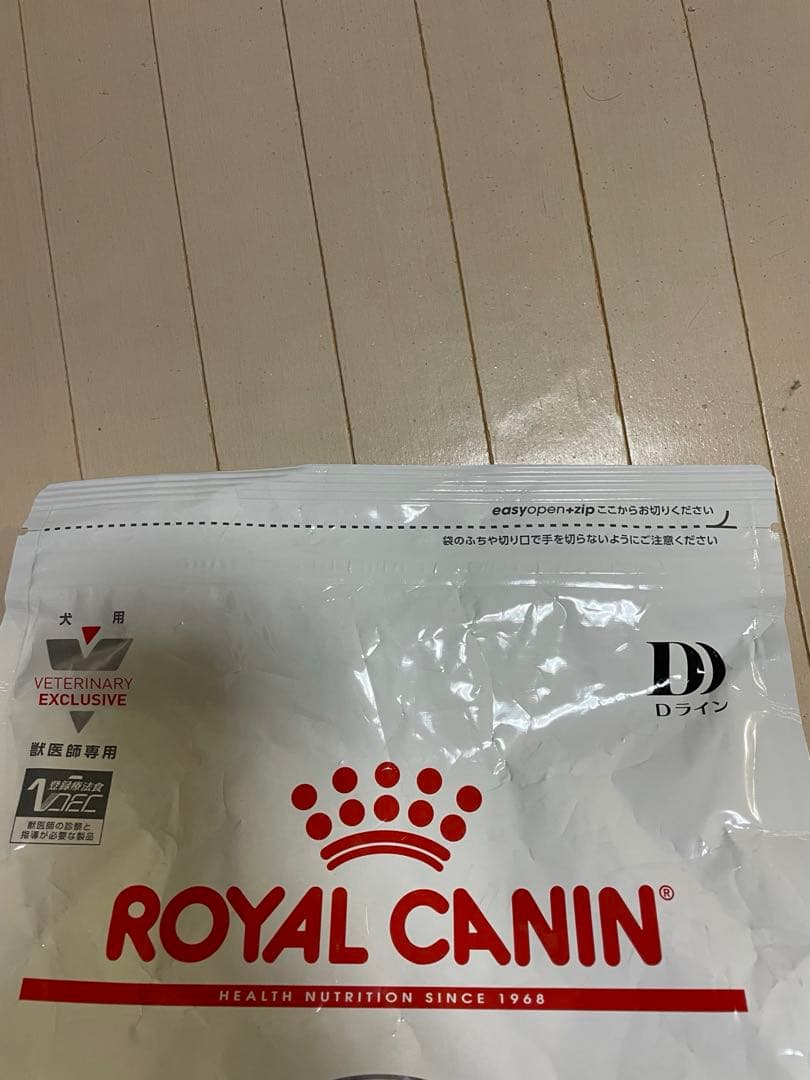 easyopen+zip ここからお切りください
袋のふちや切り口で手を切らないようにご注意ください
犬 用
VETERINARY
EXCLUSIVE
獣医師専用
登録療法食
VDEC
獣医師の診察と
指導が必要な製品
DD
Dライン
ROYAL CANIN®
HEALTH NUTRITION SINCE 1968